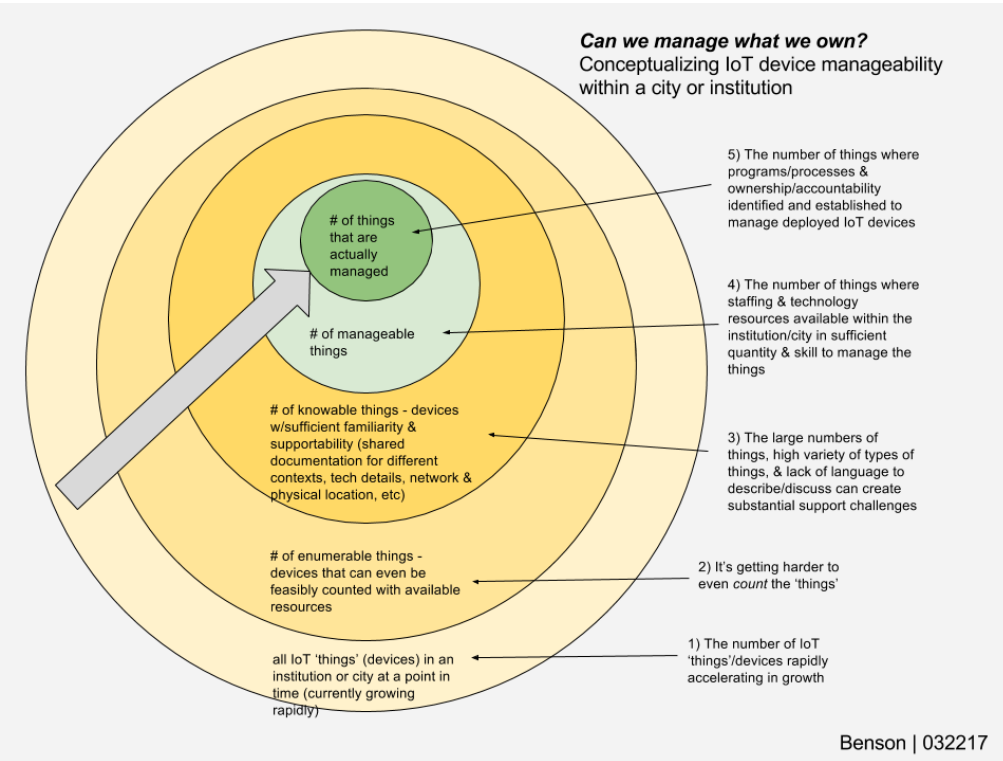 Can we manage what we own?
Conceptualizing IoT device manageability
within a city or institution
5) The number of things where
programs/processes &
ownership/accountability
identified and established to
manage deployed IoT devices
# of things
that are
actually
managed
4) The number of things where
staffing & technology
resources available within the
institution/city in sufficient
quantity & skill to manage the
things
# of manageable
things
# of knowable things - devices
w/sufficient familiarity &
supportability (shared
documentation for different
contexts, tech details, network &
physical location, etc)
3) The large numbers of
things, high variety of types of
things, & lack of language to
describe/discuss can create
substantial support challenges
# of enumerable things -
devices that can even be
feasibly counted with available
resources
2) It's getting harder to
even count the 'things'
all IoT 'things' (devices) in an
institution or city at a point in
time (currently growing
rapidly)
1) The number of IoT
'things'/devices rapidly
accelerating in growth
Benson | 032217